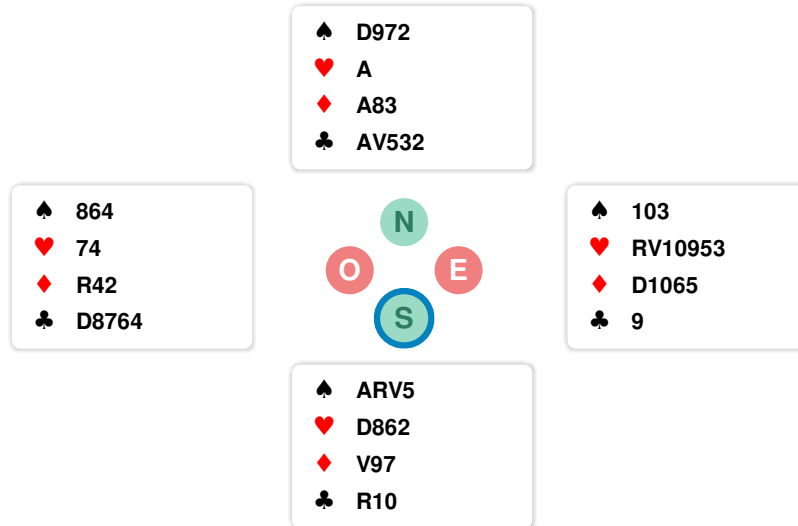 ♠ D972
♥ A
♦ A83
♣ AV532
♠ 864
♥ 74
♦ R42
♣ D8764
N
O E
S
♠ 103
♥ RV10953
♦ D1065
♣ 9
♠ ARV5
♥ D862
♦ V97
♣ R10